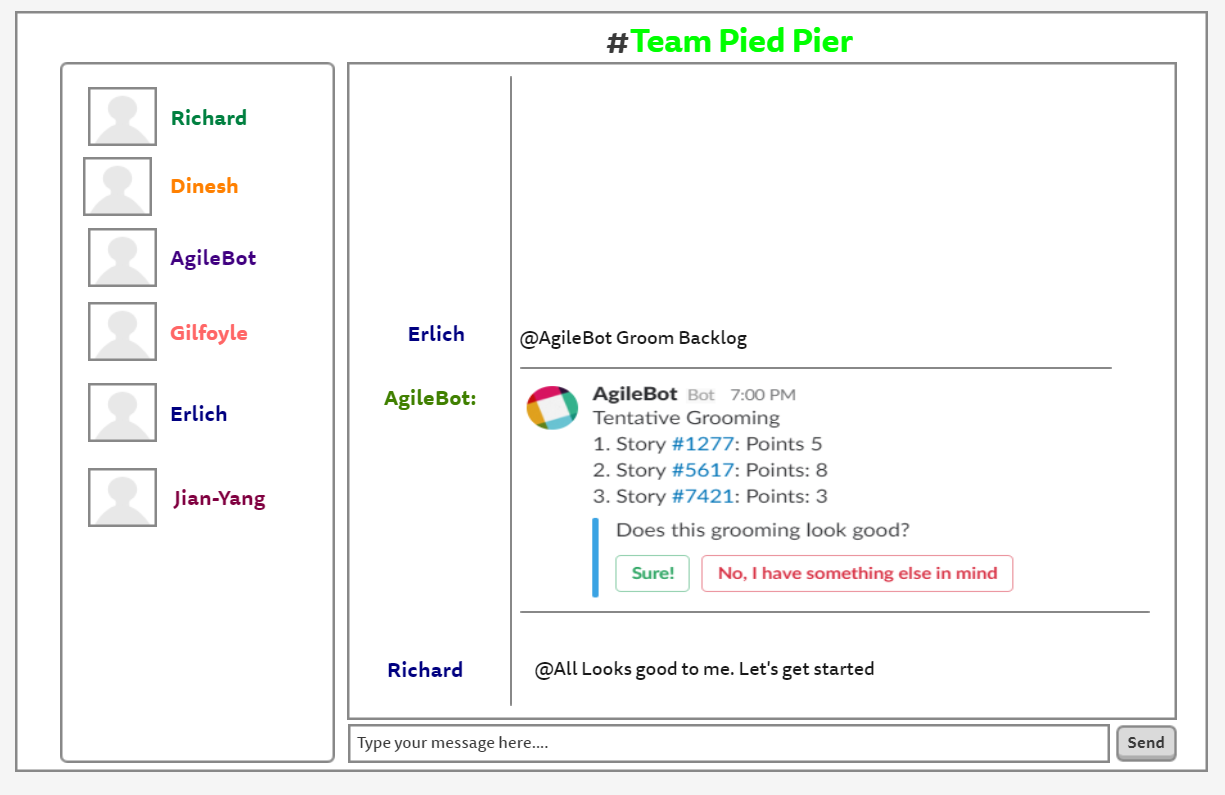 #Team Pied Pier
Richard
Dinesh
AgileBot
Gilfoyle
Erlich
Jian-Yang
Erlich
@AgileBot Groom Backlog
AgileBot:
AgileBot Bot 7:00 PM
Tentative Grooming
1. Story #1277: Points 5
2. Story #5617: Points: 8
3. Story #7421: Points: 3
Does this grooming look good?
Sure! No, I have something else in mind
Richard
@All Looks good to me. Let's get started
Type your message here....
Send